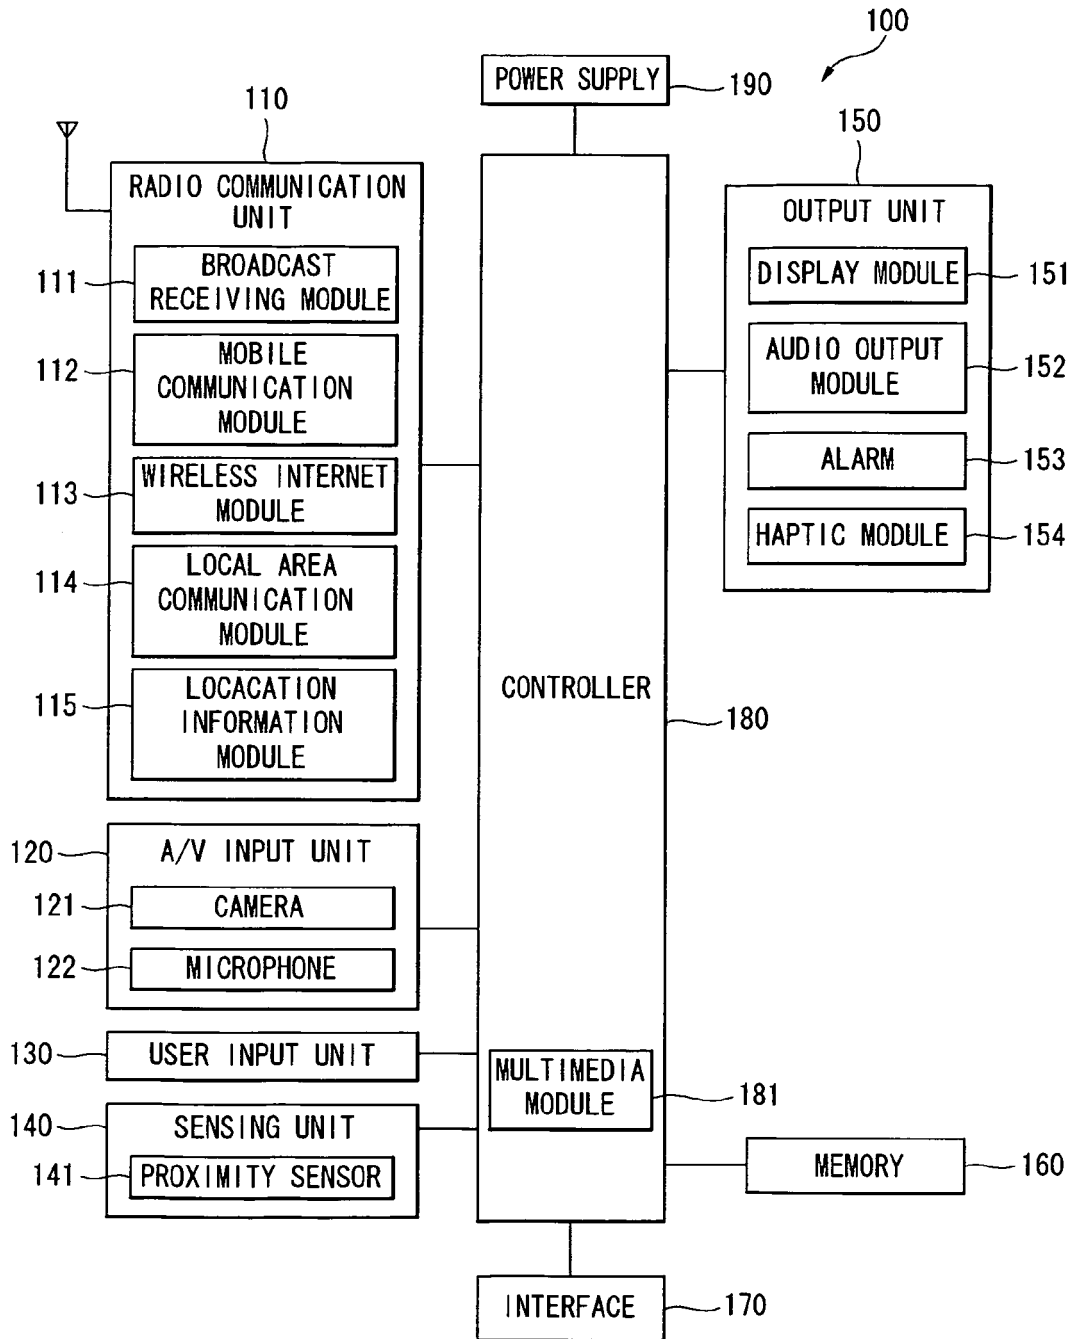 100
POWER SUPPLY
190
110
RADIO COMMUNICATION
UNIT
111
BROADCAST
RECEIVING MODULE
112
MOBILE
COMMUNICATION
MODULE
113
WIRELESS INTERNET
MODULE
114
LOCAL AREA
COMMUNICATION
MODULE
115
LOCACATION
INFORMATION
MODULE
120
A/V INPUT UNIT
121
CAMERA
122
MICROPHONE
130
USER INPUT UNIT
140
SENSING UNIT
141
PROXIMITY SENSOR
CONTROLLER
180
MULTIMEDIA
MODULE
181
150
OUTPUT UNIT
DISPLAY MODULE
151
AUDIO OUTPUT
MODULE
152
ALARM
153
HAPTIC MODULE
154
MEMORY
160
INTERFACE
170